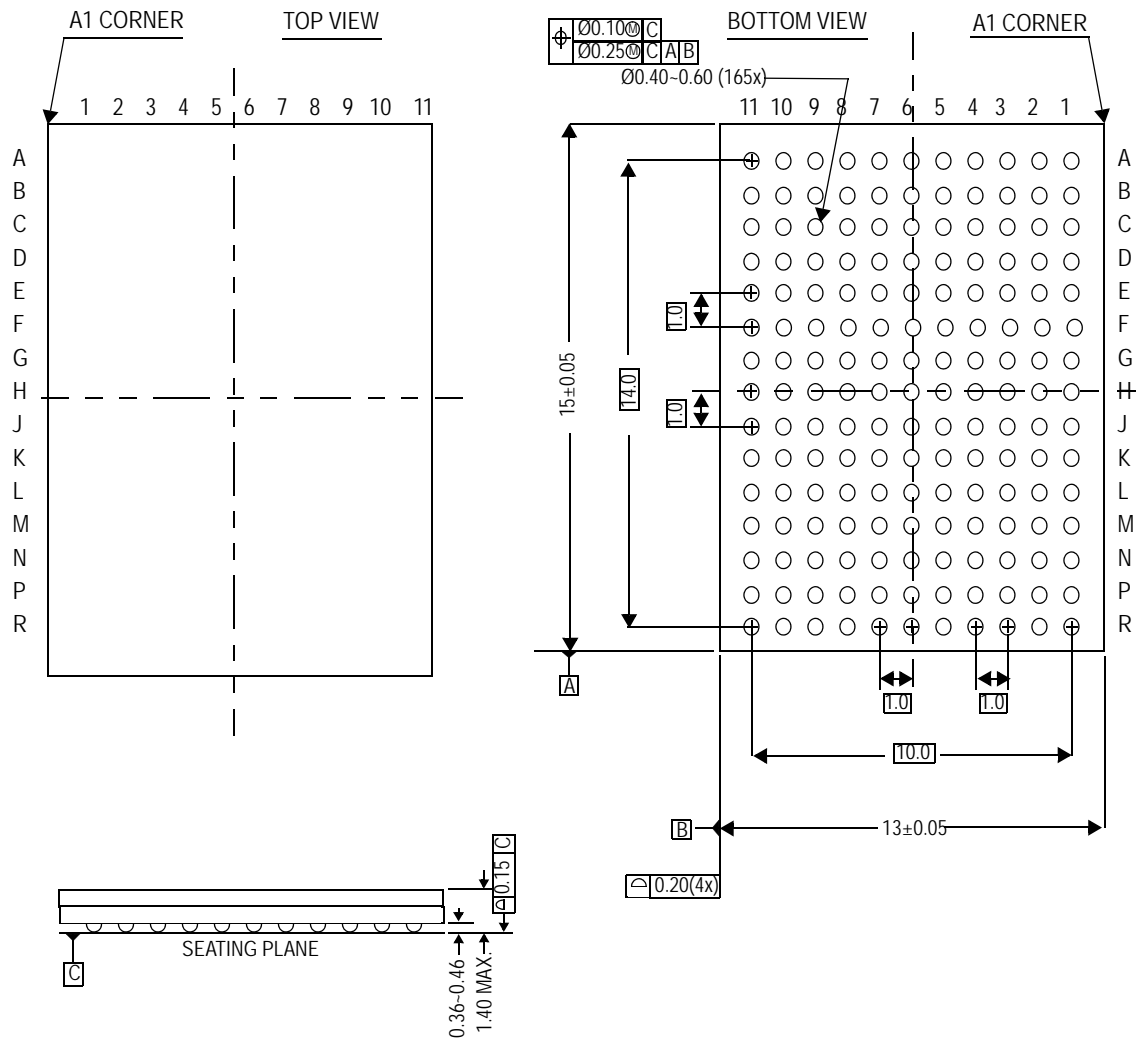 A1 CORNER
TOP VIEW
1 2 3 4 5 6 7 8 9 10 11
A
B
C
D
E
F
G
H
J
K
L
M
N
P
R
Ø0.10Ⓜ C
Ø0.25Ⓜ C A B
BOTTOM VIEW
A1 CORNER
Ø0.40~0.60 (165x)
11 10 9 8 7 6 5 4 3 2 1
A
B
C
D
E
F
G
H
J
K
L
M
N
P
R
15±0.05
14.0
1.0
1.0
A
1.0
1.0
10.0
B
13±0.05
0.20(4x)
0.15 C
SEATING PLANE
C
0.36~0.46
1.40 MAX.